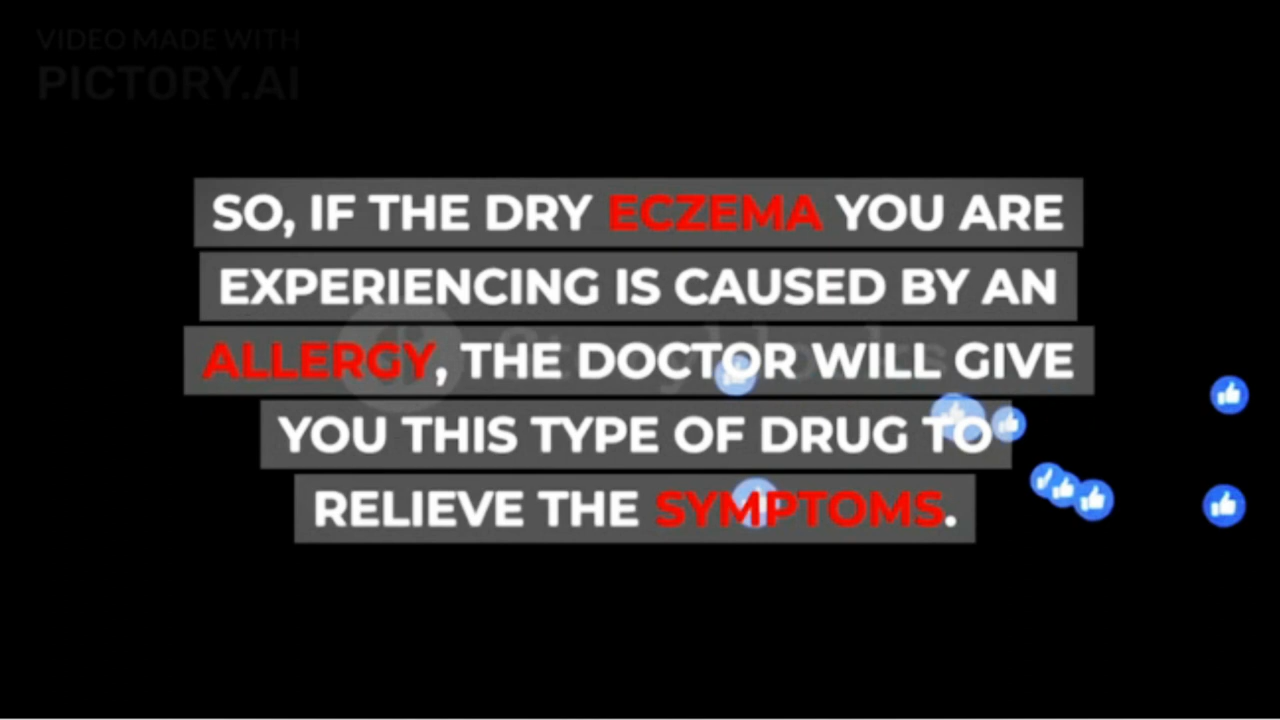 VIDEO MADE WITH
PICTORY.AI
SO, IF THE DRY ECZEMA YOU ARE
EXPERIENCING IS CAUSED BY AN
ALLERGY, THE DOCTOR WILL GIVE
YOU THIS TYPE OF DRUG TO
RELIEVE THE SYMPTOMS.